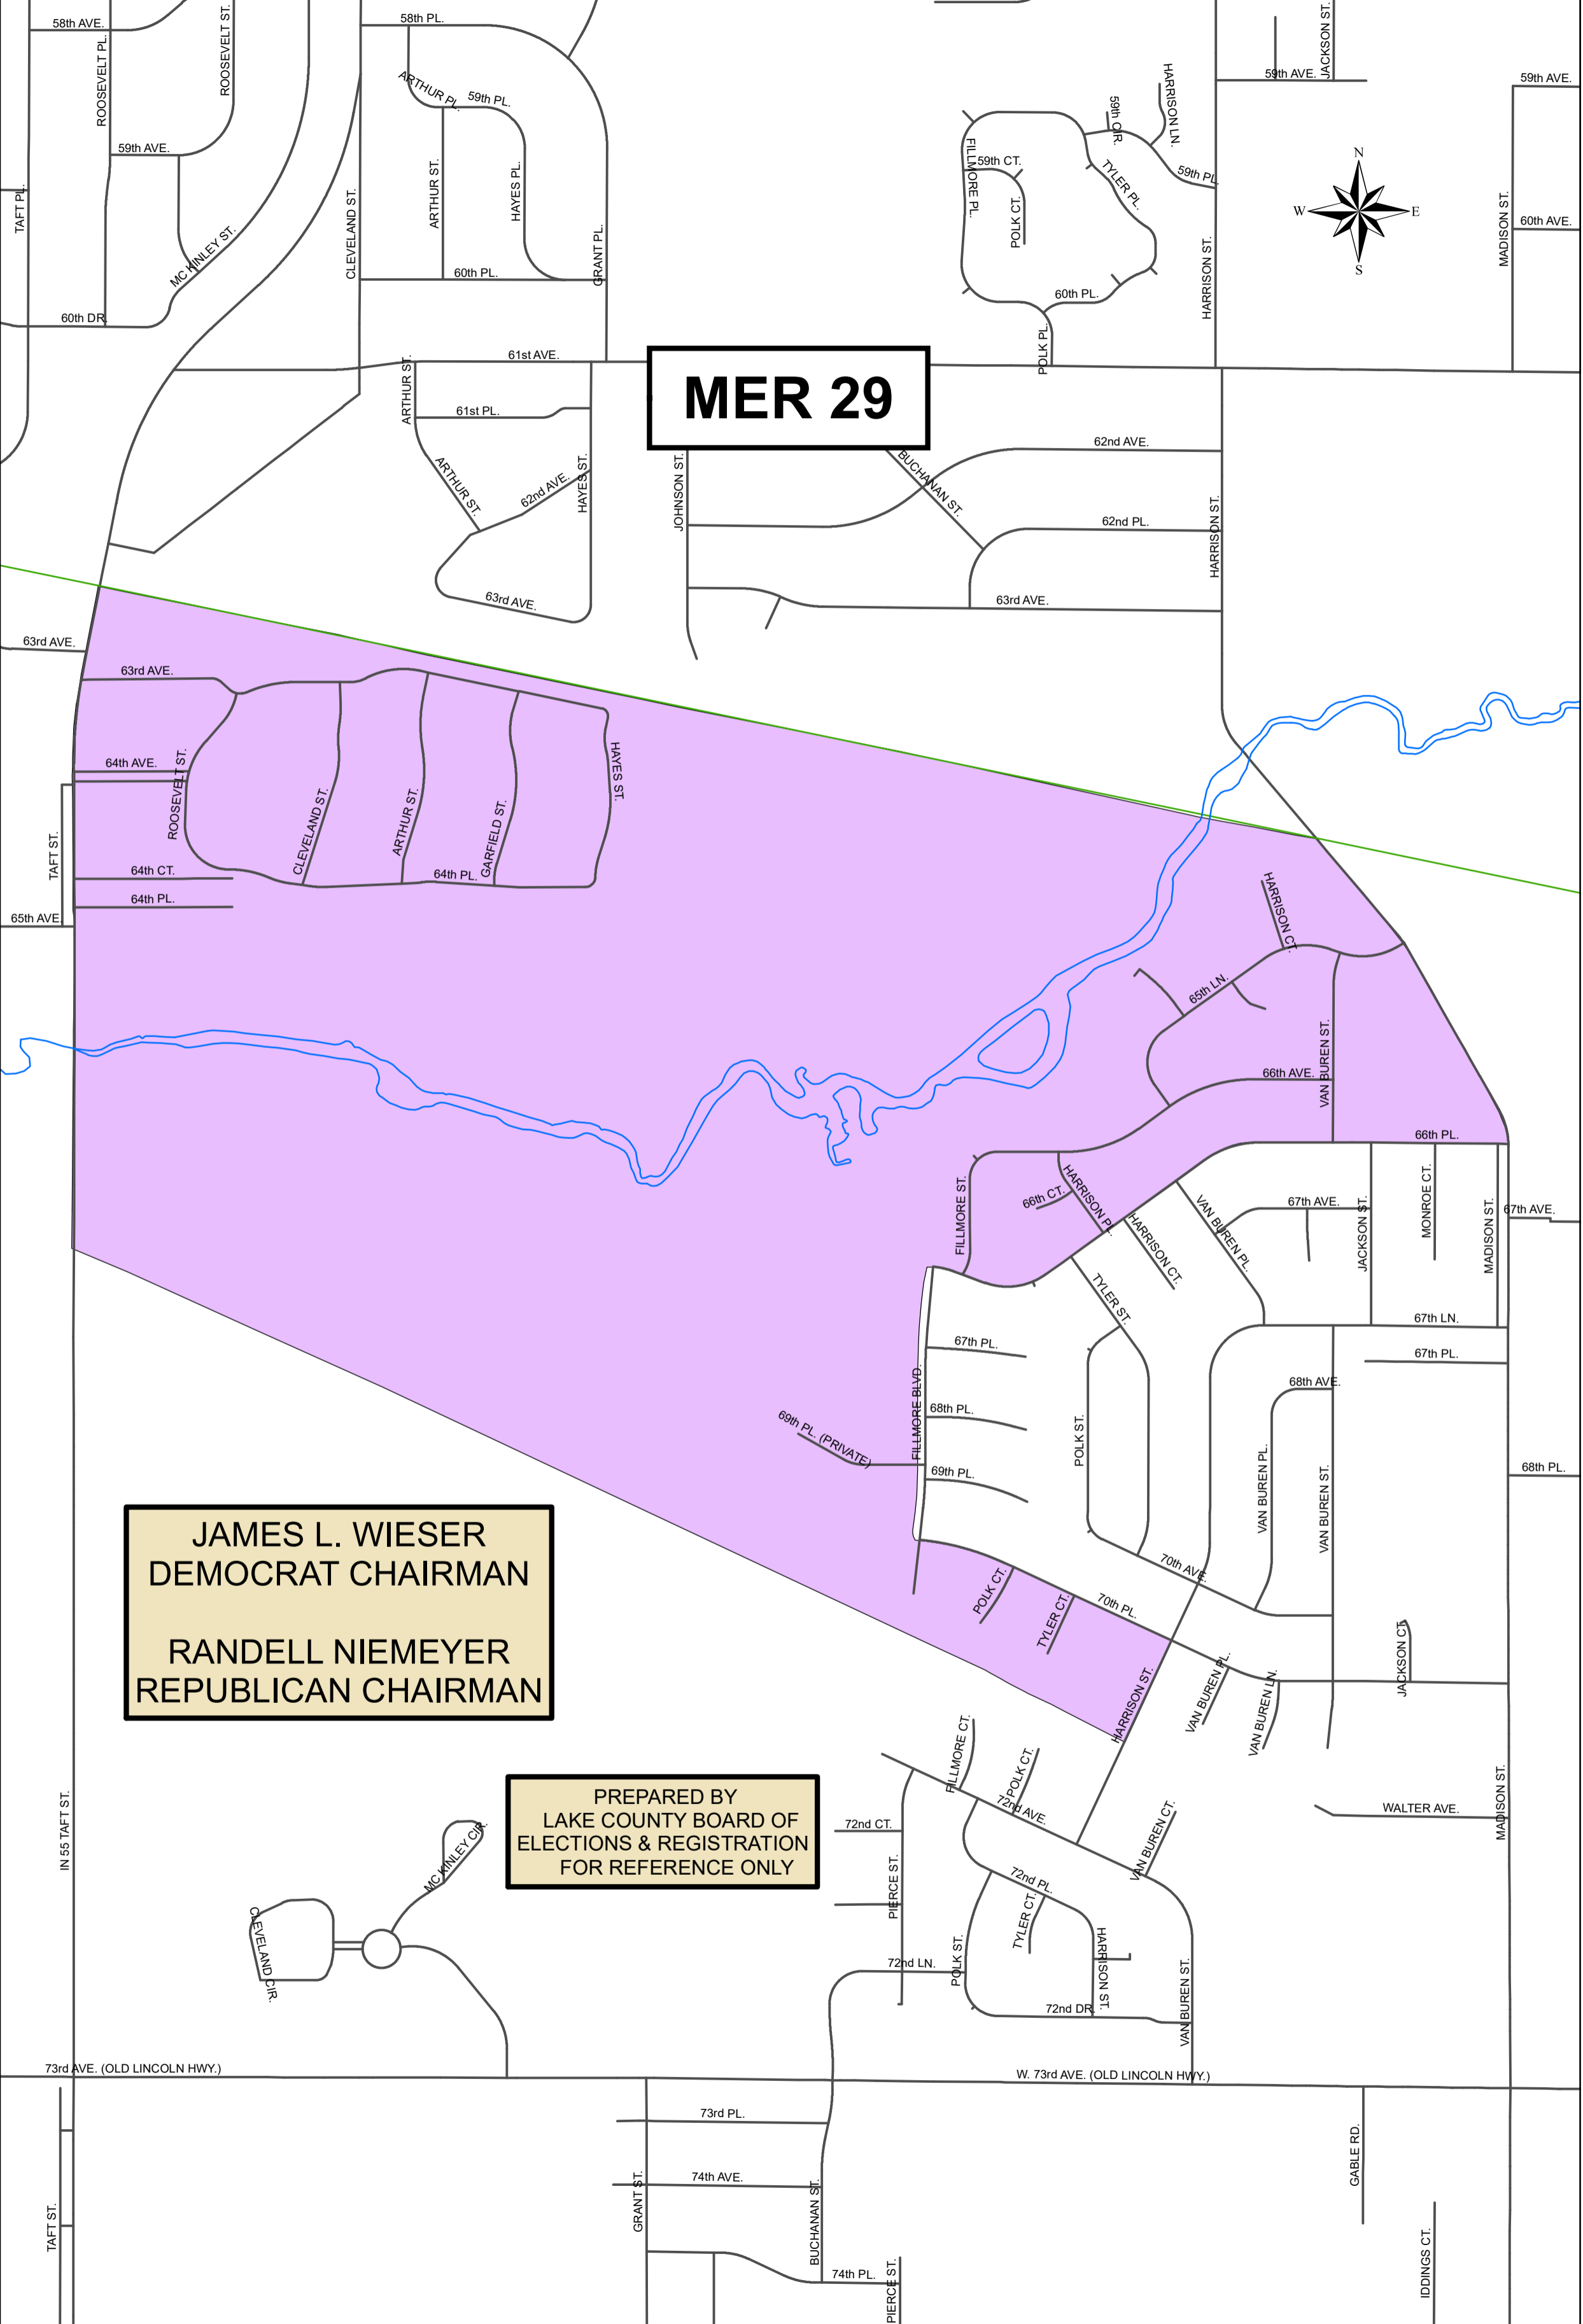 58th AVE.
ROOSEVELT PL.
ROOSEVELT ST.
58th PL.
JACKSON ST.
59th AVE.
59th AVE.
ARTHUR PL.
59th PL.
59th CIR.
HARRISON LN.
59th AVE.
TAFT PL.
CLEVELAND ST.
ARTHUR ST.
HAYES PL.
GRANT PL.
FILLMORE PL.
59th CT.
POLK CT.
TYLER PL.
59th PL.
HARRISON ST.
N
W
E
S
MADISON ST.
60th AVE.
MC KINLEY ST.
60th DR.
60th PL.
60th PL.
POLK PL.
61st AVE.
MER 29
ARTHUR ST.
61st PL.
ARTHUR ST.
62nd AVE.
HAYES ST.
JOHNSON ST.
BUCHANAN ST.
62nd AVE.
62nd PL.
HARRISON ST.
63rd AVE.
63rd AVE.
63rd AVE.
63rd AVE.
64th AVE.
ROOSEVELT ST.
CLEVELAND ST.
ARTHUR ST.
GARFIELD ST.
HAYES ST.
TAFT ST.
64th CT.
64th PL.
64th PL.
65th AVE.
HARRISON CT.
65th LN.
VAN BUREN ST.
66th AVE.
66th PL.
FILLMORE ST.
66th CT.
HARRISON PL.
HARRISON CT.
VAN BUREN PL.
67th AVE.
JACKSON ST.
MONROE CT.
MADISON ST.
67th AVE.
TYLER ST.
67th LN.
67th PL.
67th PL.
68th AVE.
FILLMORE BLVD.
68th PL.
69th PL. (PRIVATE)
69th PL.
POLK ST.
VAN BUREN PL.
VAN BUREN ST.
68th PL.
JAMES L. WIESER
DEMOCRAT CHAIRMAN
RANDELL NIEMEYER
REPUBLICAN CHAIRMAN
70th AVE.
POLK CT.
TYLER CT.
70th PL.
HARRISON ST.
VAN BUREN PL.
VAN BUREN LN.
JACKSON CT.
FILLMORE CT.
POLK CT.
72nd AVE.
PREPARED BY
LAKE COUNTY BOARD OF
ELECTIONS & REGISTRATION
FOR REFERENCE ONLY
IN 55 TAFT ST.
72nd CT.
VAN BUREN CT.
WALTER AVE.
MADISON ST.
MC KINLEY CIR.
CLEVELAND CIR.
PIERCE ST.
72nd PL.
TYLER CT.
POLK ST.
72nd LN.
HARRISON ST.
72nd DR.
VAN BUREN ST.
73rd AVE. (OLD LINCOLN HWY.)
W. 73rd AVE. (OLD LINCOLN HWY.)
73rd PL.
74th AVE.
TAFT ST.
GRANT ST.
BUCHANAN ST.
74th PL.
PIERCE ST.
GABLE RD.
IDDINGS CT.